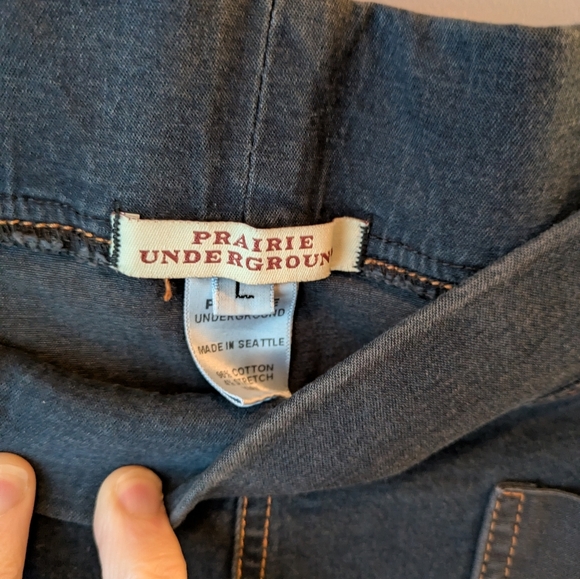 PRAIRIE
UNDERGROUN
L
UNDERGROUND
MADE IN SEATTLE
COTTON
STRETCH